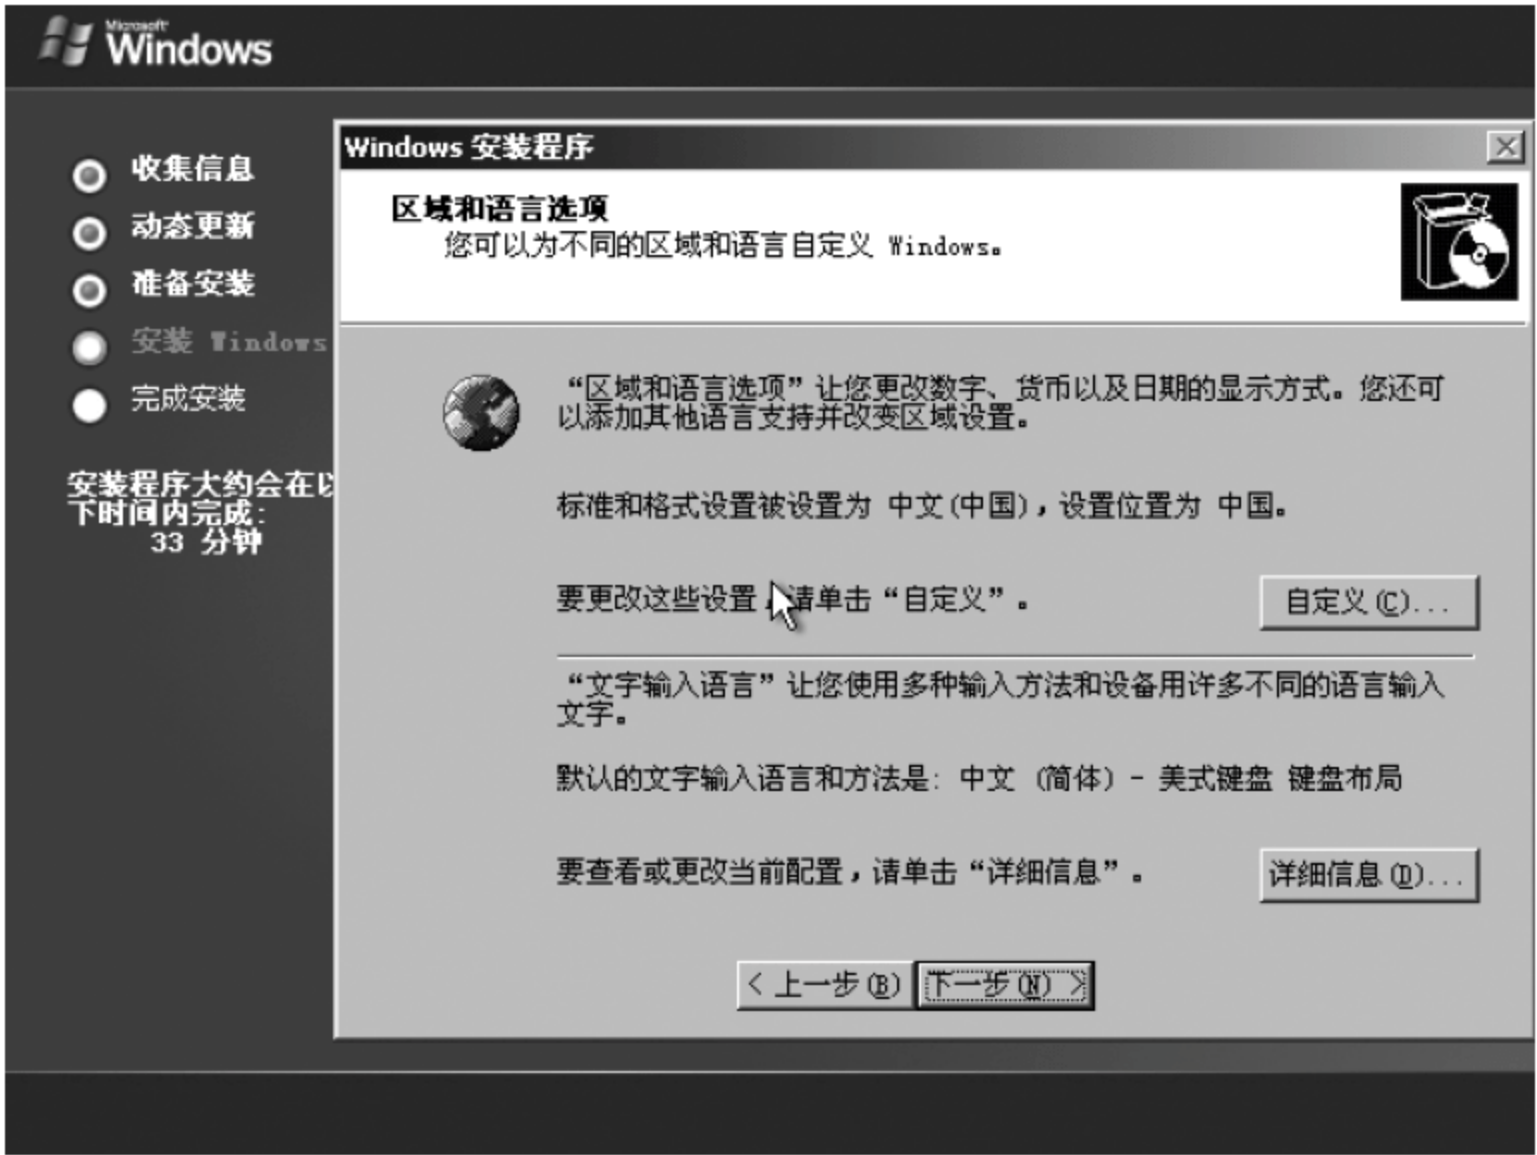 Microsoft
Windows
收集信息
动态更新
准备安装
安装 Windows
完成安装
安装程序大约会在以
下时间内完成:
33 分钟
Windows 安装程序
区域和语言选项
您可以为不同的区域和语言自定义 Windows。
“区域和语言选项”让您更改数字、货币以及日期的显示方式。您还可
以添加其他语言支持并改变区域设置。
标准和格式设置被设置为 中文(中国)，设置位置为 中国。
要更改这些设置，请单击“自定义”。
自定义(C)...
“文字输入语言”让您使用多种输入方法和设备用许多不同的语言输入
文字。
默认的文字输入语言和方法是: 中文 (简体) - 美式键盘 键盘布局
要查看或更改当前配置，请单击“详细信息”。
详细信息(D)...
< 上一步(B)
下一步(N) >